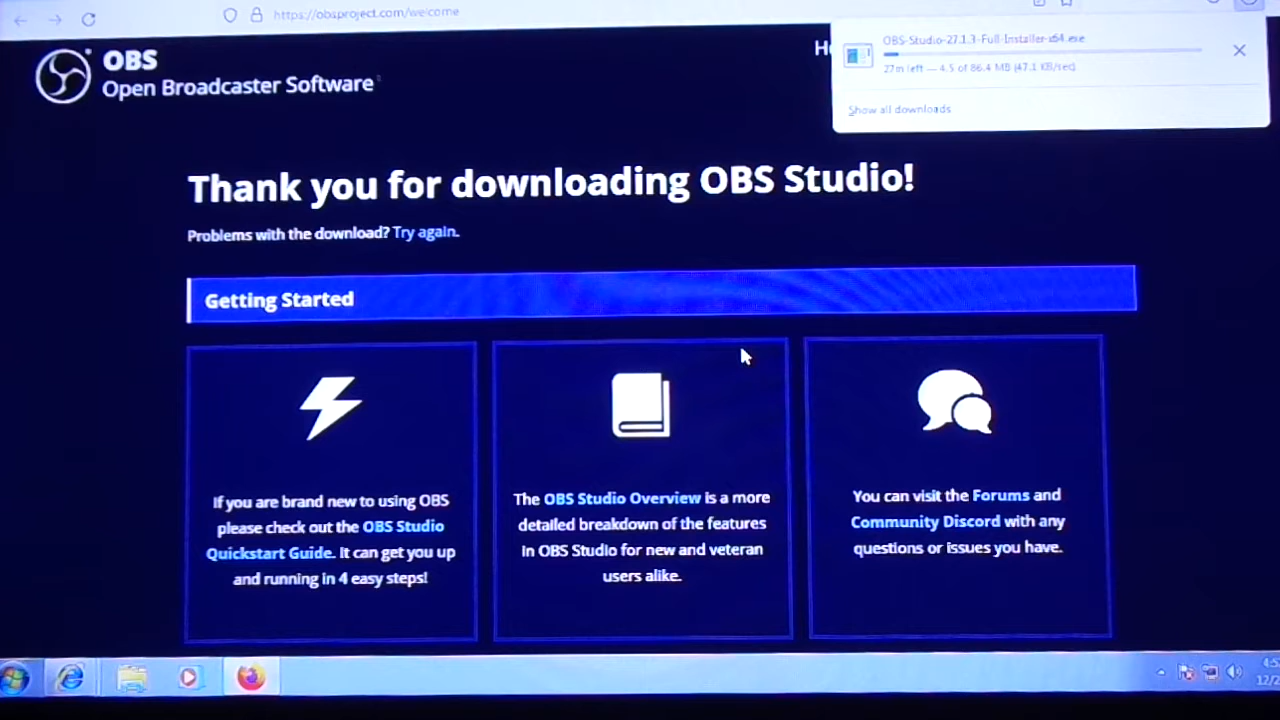 https://obsproject.com/welcome
OBS
Open Broadcaster Software
OBS-Studio-27.1.3-Full-Installer-x64.exe
27m left — 4.5 of 86.4 MB (47.1 KB/sec)
Show all downloads
Thank you for downloading OBS Studio!
Problems with the download? Try again.
Getting Started
If you are brand new to using OBS
please check out the OBS Studio
Quickstart Guide. It can get you up
and running in 4 easy steps!
The OBS Studio Overview is a more
detailed breakdown of the features
in OBS Studio for new and veteran
users alike.
You can visit the Forums and
Community Discord with any
questions or issues you have.